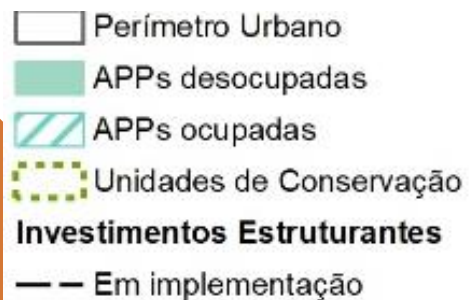 Perímetro Urbano
APPs desocupadas
APPs ocupadas
Unidades de Conservação
Investimentos Estruturantes
Em implementação